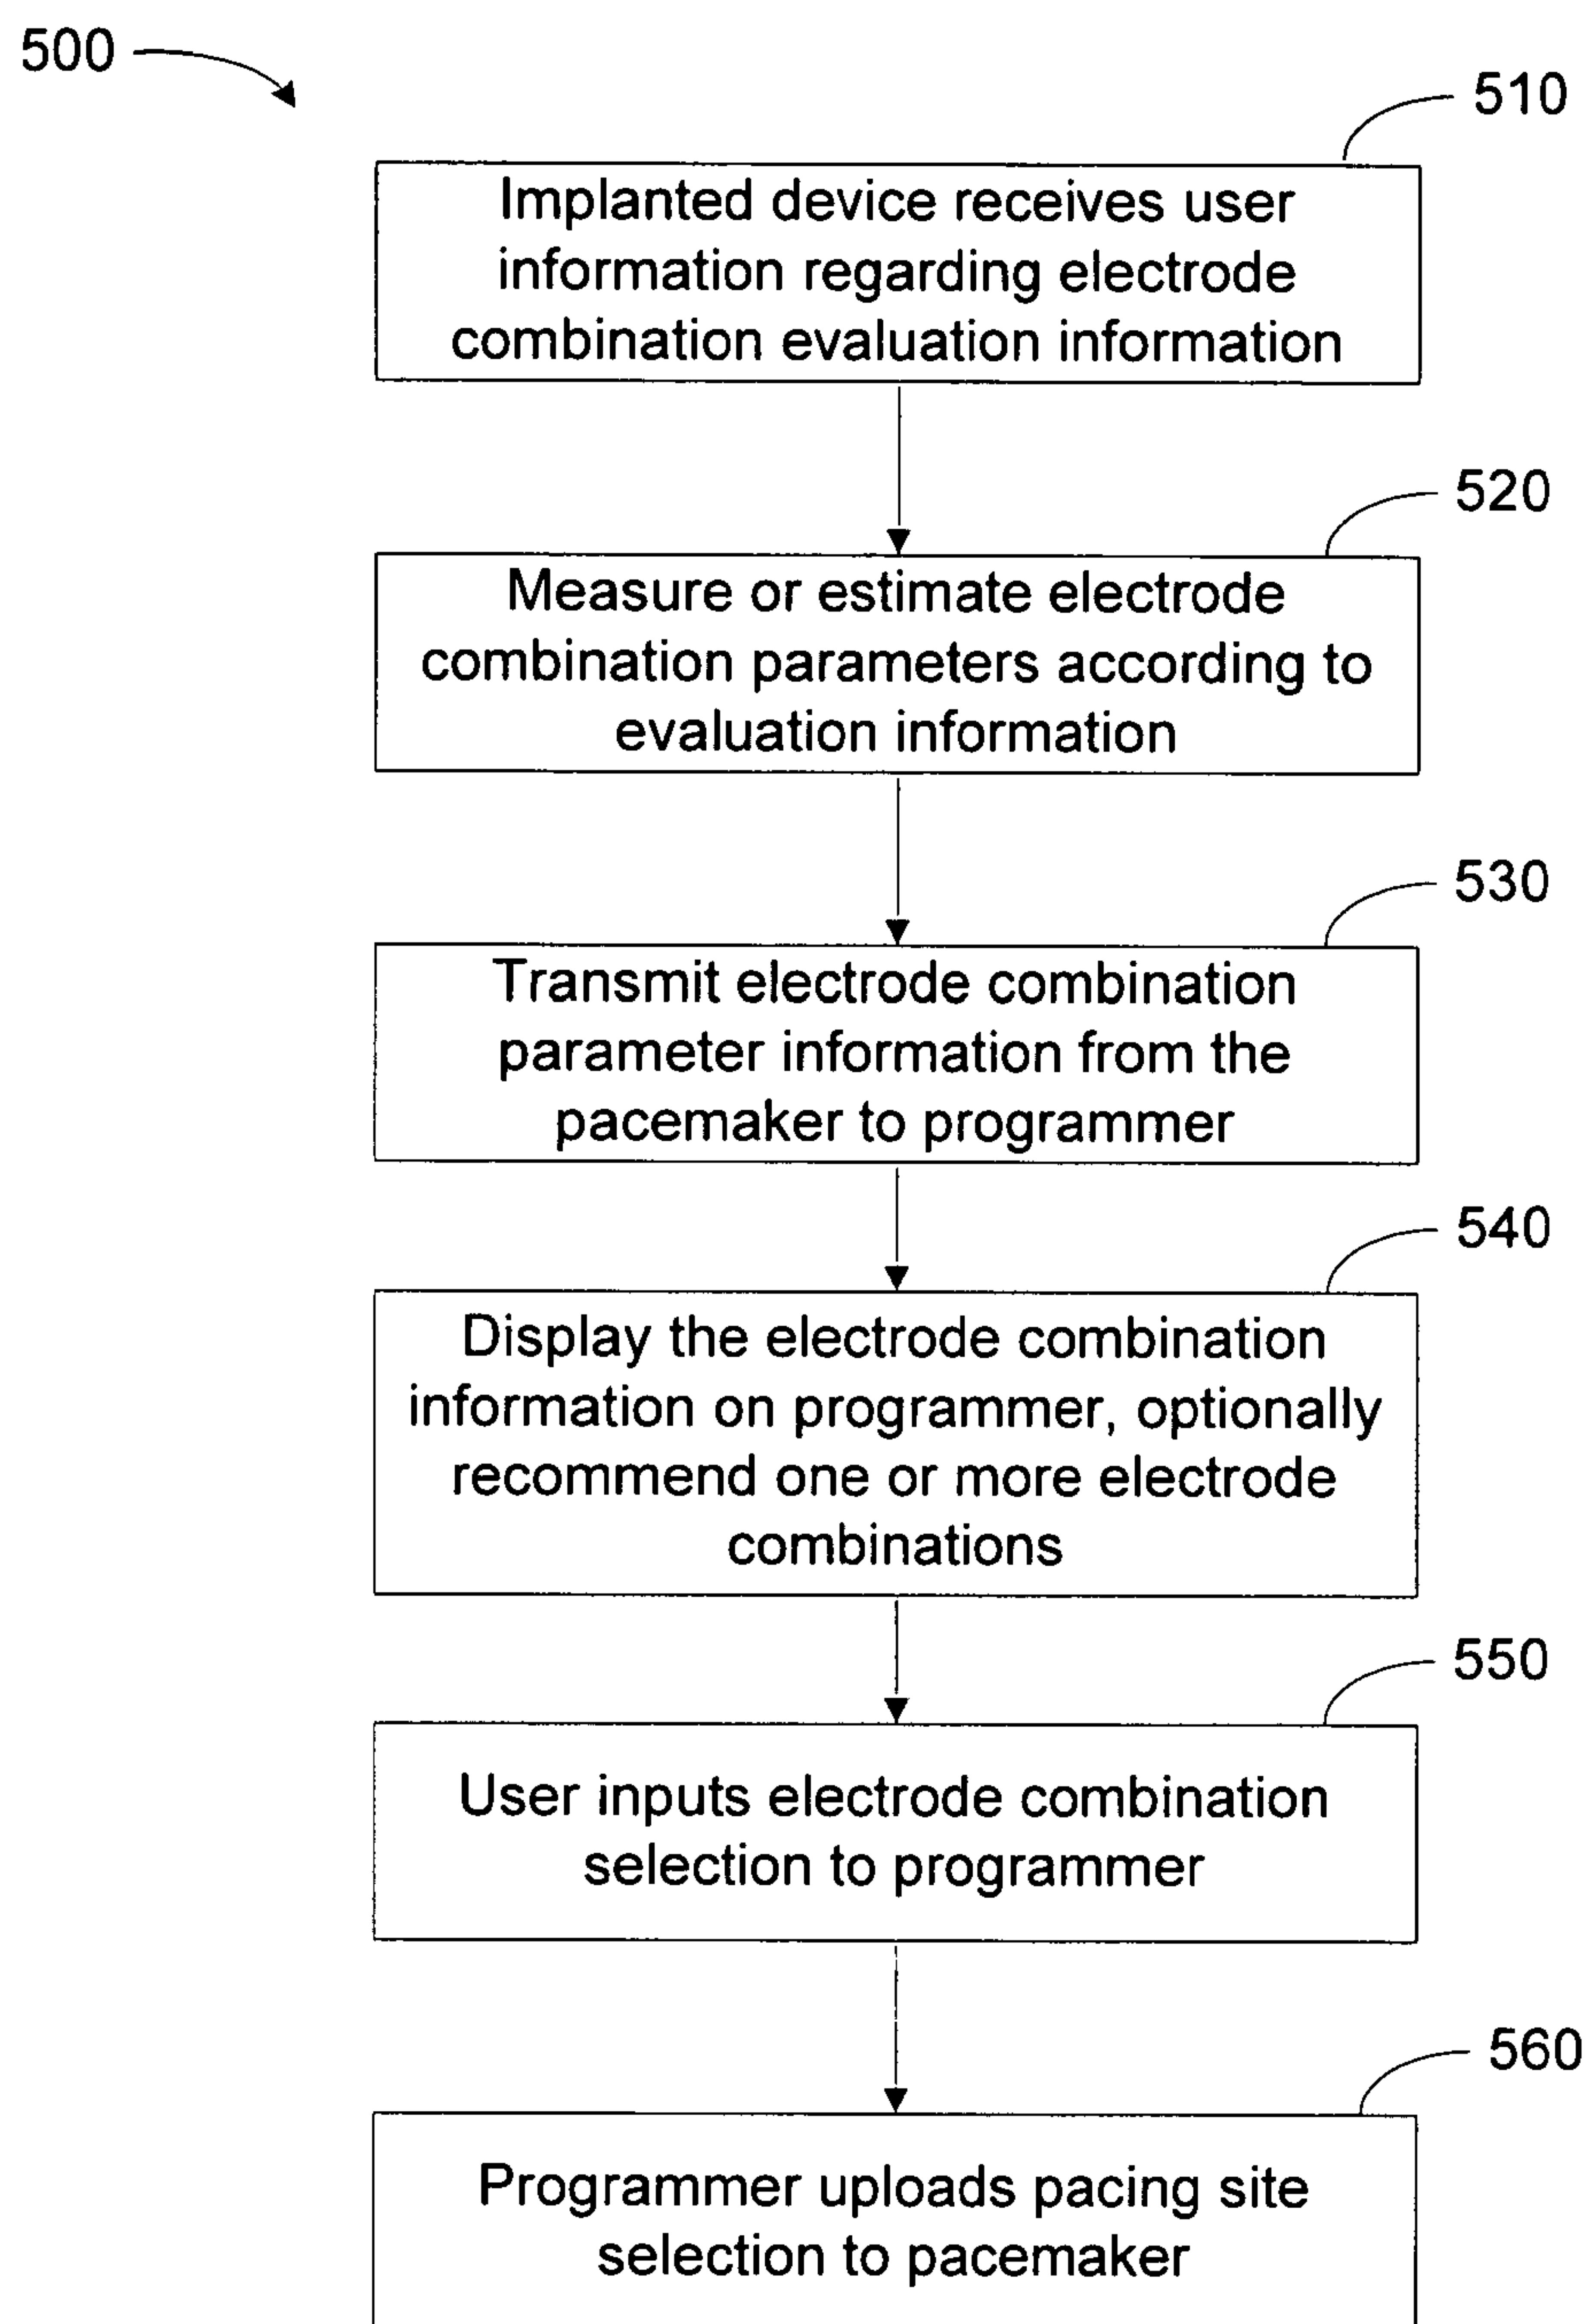 500
510
Implanted device receives user
information regarding electrode
combination evaluation information
520
Measure or estimate electrode
combination parameters according to
evaluation information
530
Transmit electrode combination
parameter information from the
pacemaker to programmer
540
Display the electrode combination
information on programmer, optionally
recommend one or more electrode
combinations
550
User inputs electrode combination
selection to programmer
560
Programmer uploads pacing site
selection to pacemaker